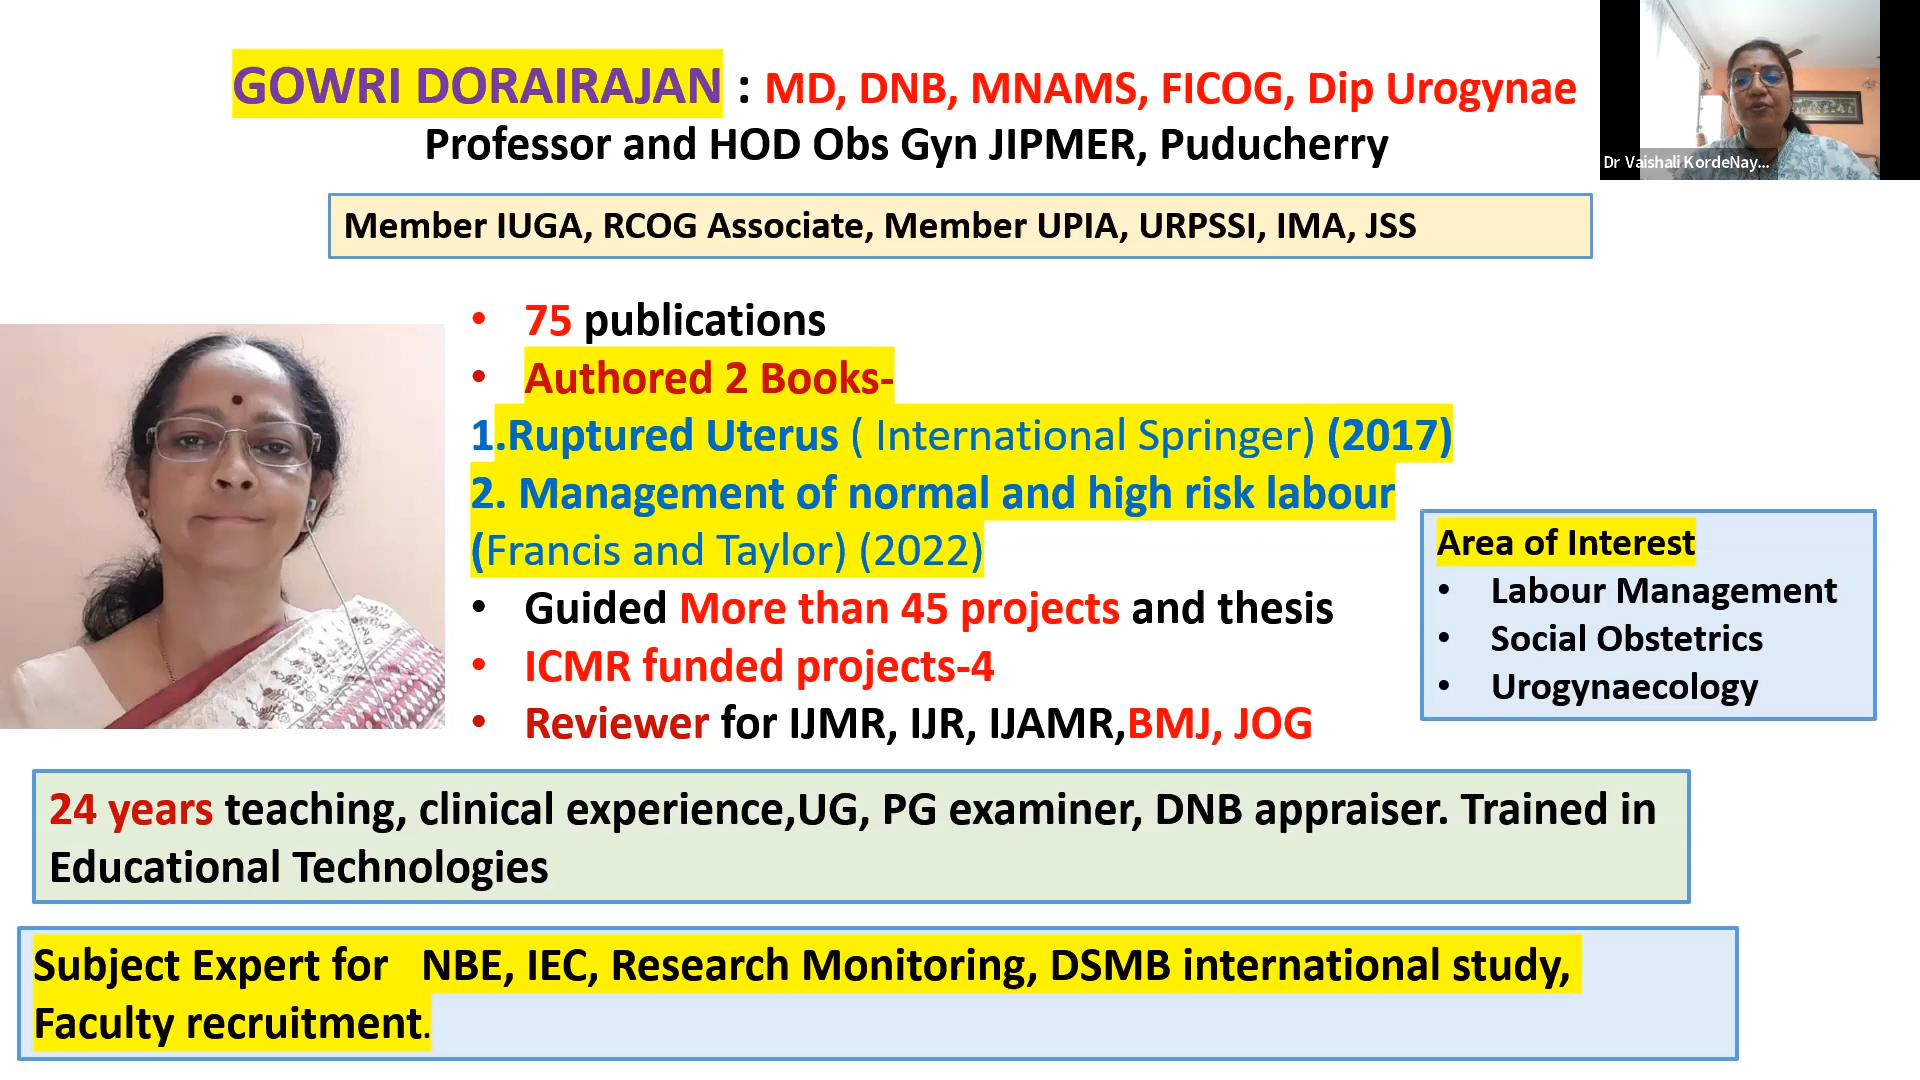 GOWRI DORAIRAJAN : MD, DNB, MNAMS, FICOG, Dip Urogynae
Professor and HOD Obs Gyn JIPMER, Puducherry
Dr Vaishali KordeNay...
Member IUGA, RCOG Associate, Member UPIA, URPSSI, IMA, JSS
• 75 publications
• Authored 2 Books-
1.Ruptured Uterus ( International Springer) (2017)
2. Management of normal and high risk labour
(Francis and Taylor) (2022)
• Guided More than 45 projects and thesis
• ICMR funded projects-4
• Reviewer for IJMR, IJR, IJAMR,BMJ, JOG
Area of Interest
• Labour Management
• Social Obstetrics
• Urogynaecology
24 years teaching, clinical experience,UG, PG examiner, DNB appraiser. Trained in
Educational Technologies
Subject Expert for NBE, IEC, Research Monitoring, DSMB international study,
Faculty recruitment.